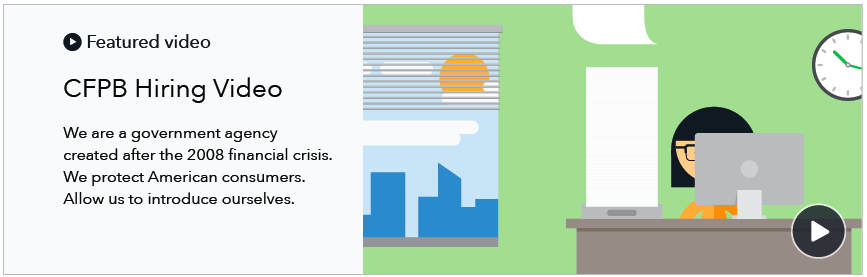 Featured video
CFPB Hiring Video
We are a government agency
created after the 2008 financial crisis.
We protect American consumers.
Allow us to introduce ourselves.